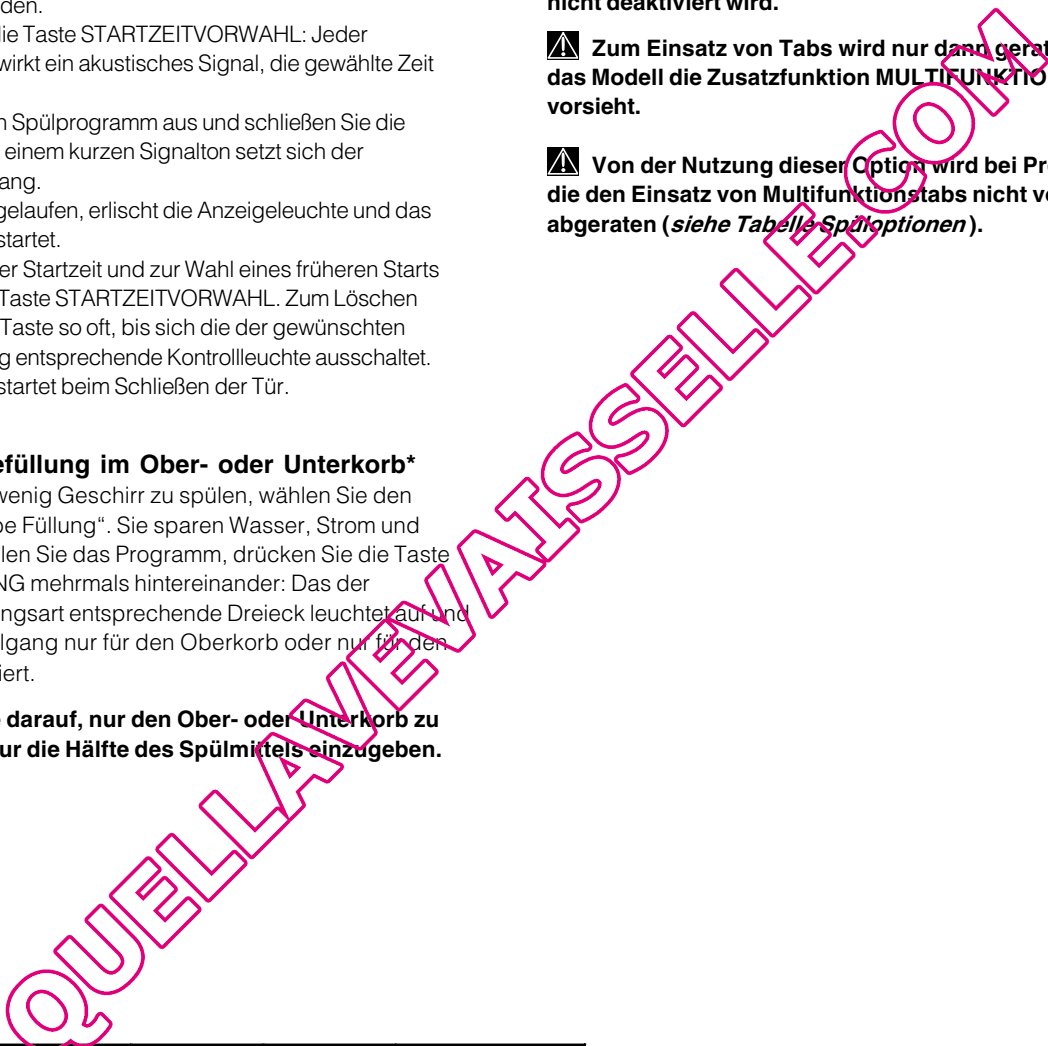 den.
die Taste STARTZEITVORWAHL: Jeder
wirkt ein akustisches Signal, die gewählte Zeit
n Spülprogramm aus und schließen Sie die
einem kurzen Signalton setzt sich der
ang.
gelaufen, erlischt die Anzeigeleuchte und das
startet.
er Startzeit und zur Wahl eines früheren Starts
Taste STARTZEITVORWAHL. Zum Löschen
Taste so oft, bis sich die der gewünschten
g entsprechende Kontrollleuchte ausschaltet.
startet beim Schließen der Tür.
efüllung im Ober- oder Unterkorb*
wenig Geschirr zu spülen, wählen Sie den
be Füllung“. Sie sparen Wasser, Strom und
len Sie das Programm, drücken Sie die Taste
NG mehrmals hintereinander: Das der
ngsart entsprechende Dreieck leuchtet auf und
lgang nur für den Oberkorb oder nur für den
iert.
darauf, nur den Ober- oder Unterkorb zu
ur die Hälfte des Spülmittels einzugeben.
nicht deaktiviert wird.
Zum Einsatz von Tabs wird nur dann gerat
das Modell die Zusatzfunktion MULTIFUNKTIO
vorsieht.
Von der Nutzung dieser Option wird bei Pr
die den Einsatz von Multifunktionstabs nicht v
abgeraten (siehe Tabelle Spüloptionen).
QUELLAVEVAISSELLE.COM